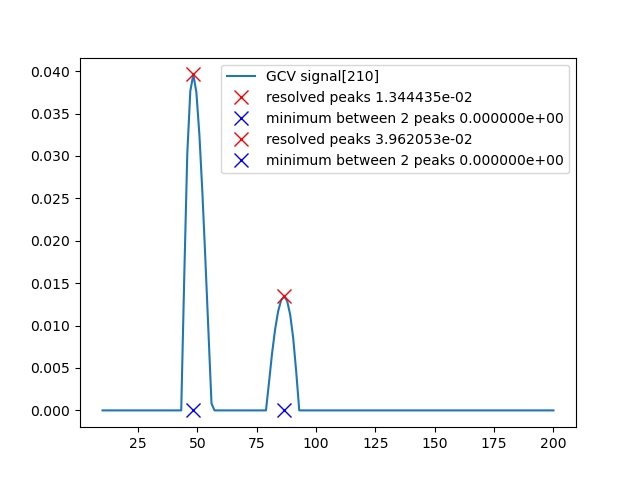 GCV signal[210]
resolved peaks 1.344435e-02
minimum between 2 peaks 0.000000e+00
resolved peaks 3.962053e-02
minimum between 2 peaks 0.000000e+00
0.040
0.035
0.030
0.025
0.020
0.015
0.010
0.005
0.000
25 50 75 100 125 150 175 200